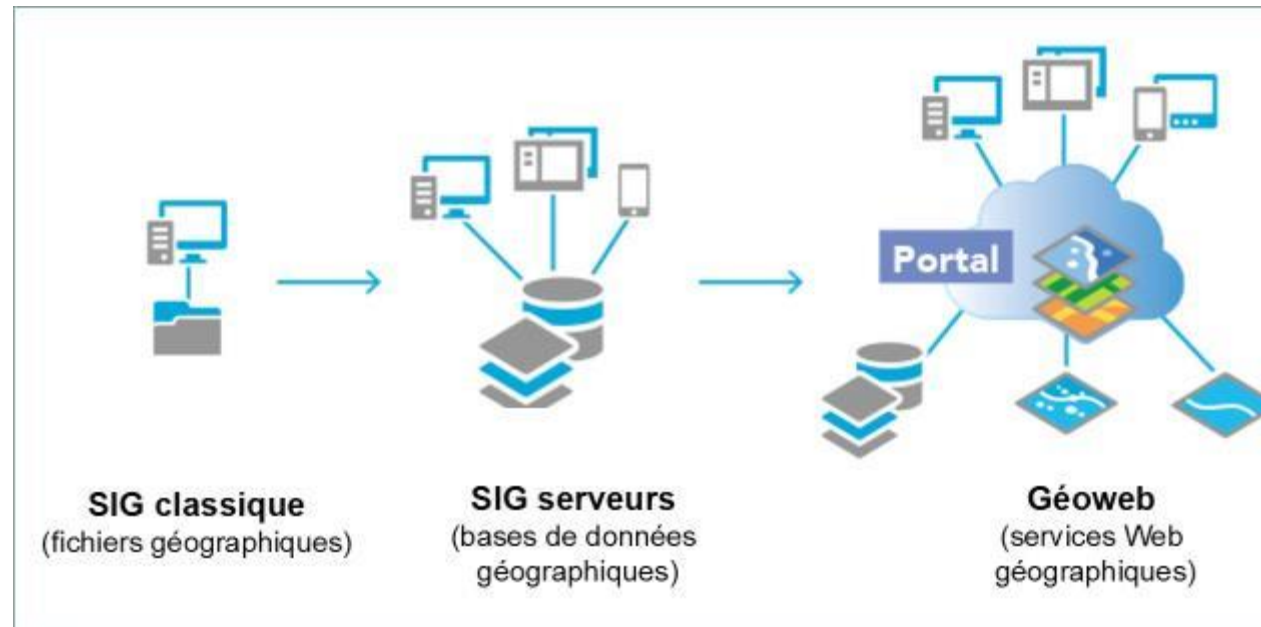 Portal
SIG classique
(fichiers géographiques)
SIG serveurs
(bases de données
géographiques)
Géoweb
(services Web
géographiques)